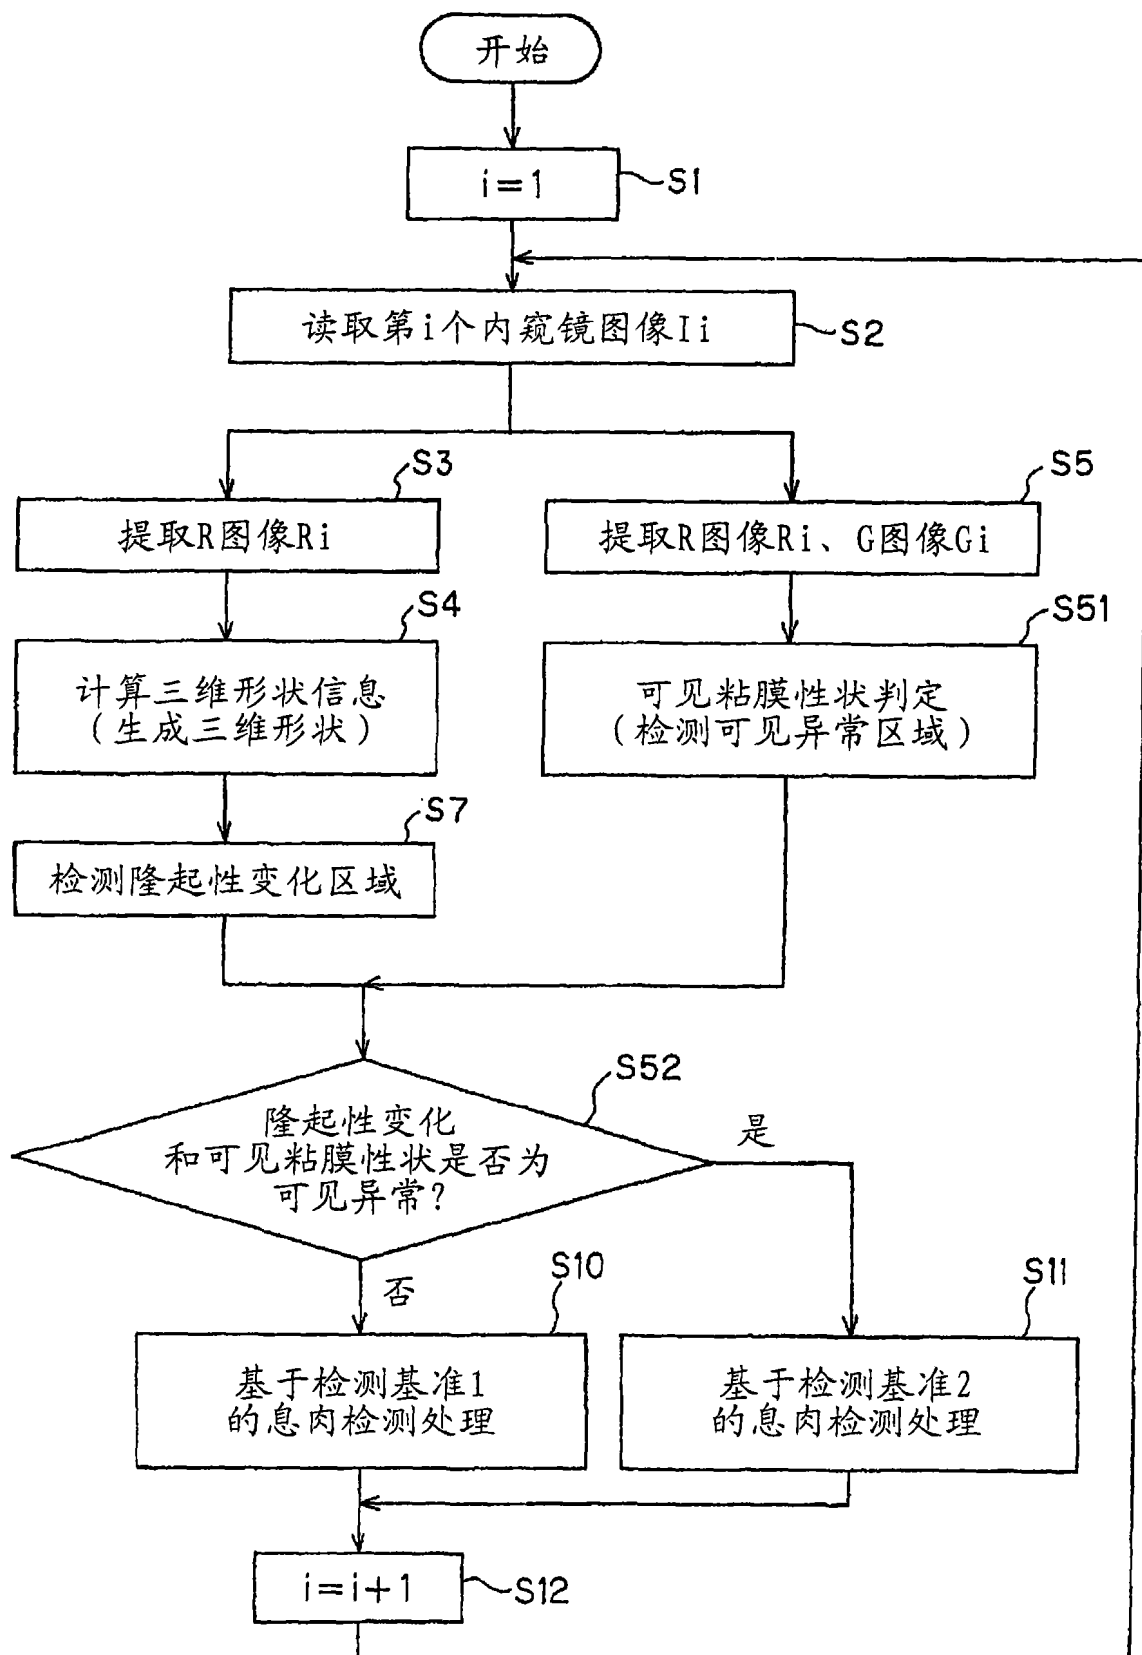 开始
i=1
S1
读取第i个内窥镜图像Ii
S2
S3
提取R图像Ri
S5
提取R图像Ri、G图像Gi
S4
计算三维形状信息
(生成三维形状)
S51
可见粘膜性状判定
(检测可见异常区域)
S7
检测隆起性变化区域
S52
隆起性变化
和可见粘膜性状是否为
可见异常?
是
否
S10
基于检测基准1
的息肉检测处理
S11
基于检测基准2
的息肉检测处理
i=i+1
S12